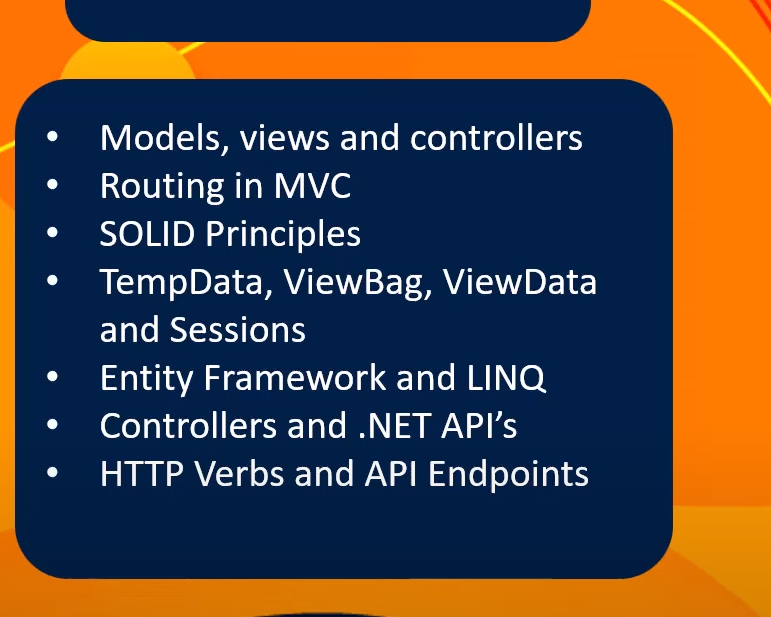 • Models, views and controllers
• Routing in MVC
• SOLID Principles
• TempData, ViewBag, ViewData
and Sessions
• Entity Framework and LINQ
• Controllers and .NET API’s
• HTTP Verbs and API Endpoints